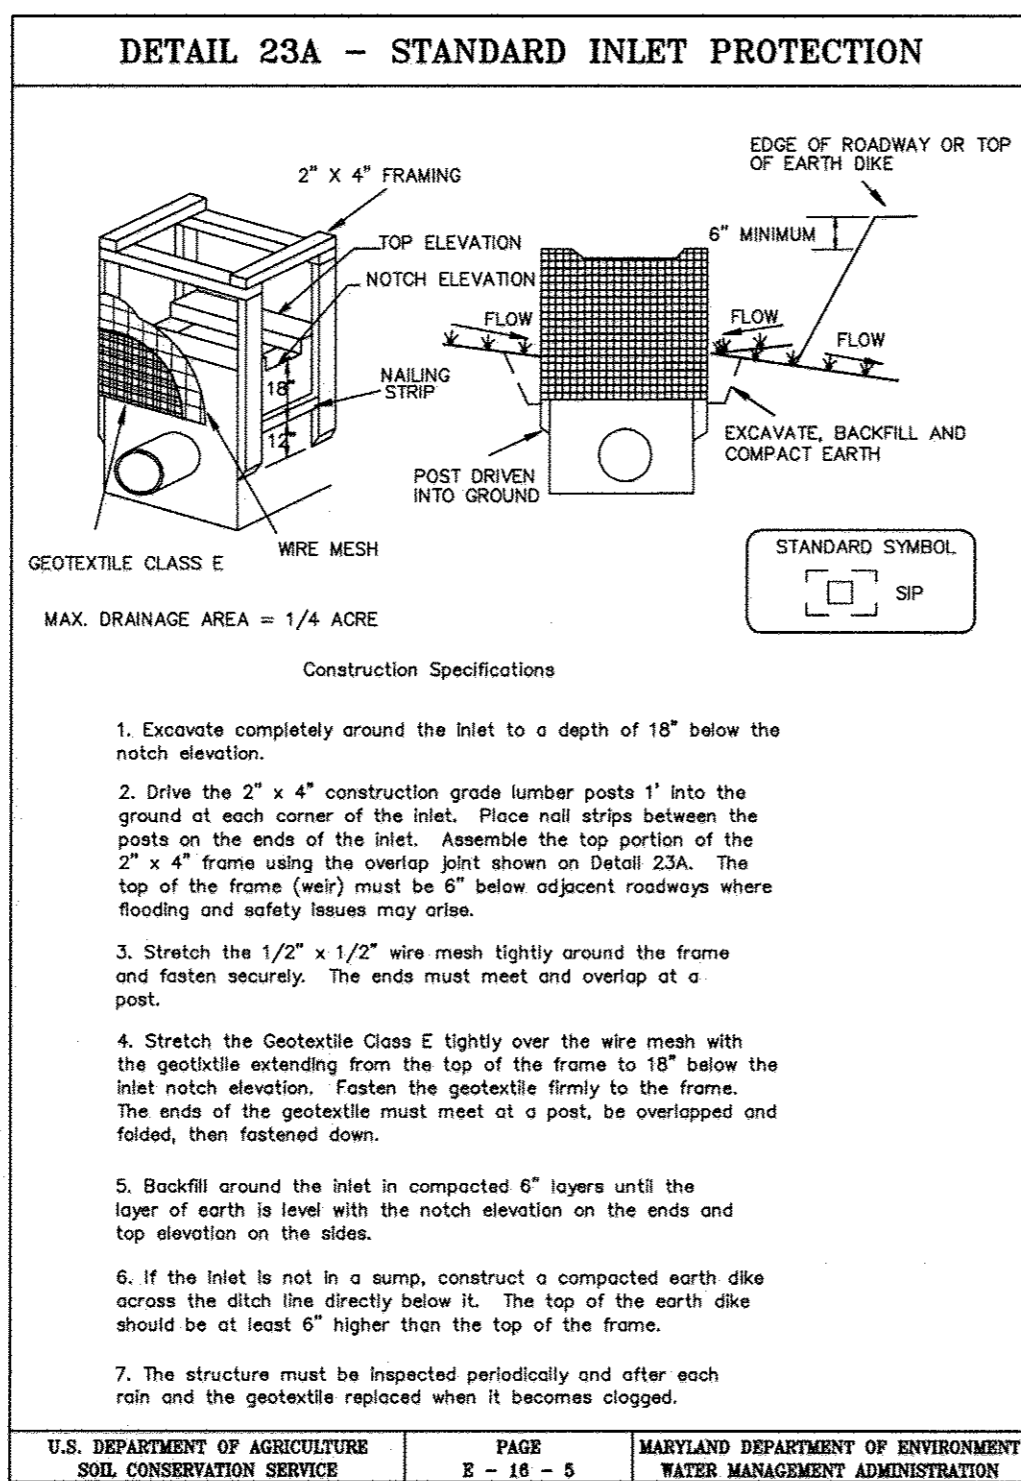 DETAIL 23A – STANDARD INLET PROTECTION
EDGE OF ROADWAY OR TOP
OF EARTH DIKE
2" X 4" FRAMING
6" MINIMUM
TOP ELEVATION
NOTCH ELEVATION
FLOW
FLOW
FLOW
18"
NAILING
STRIP
12"
EXCAVATE, BACKFILL AND
COMPACT EARTH
POST DRIVEN
INTO GROUND
WIRE MESH
GEOTEXTILE CLASS E
STANDARD SYMBOL
SIP
MAX. DRAINAGE AREA = 1/4 ACRE
Construction Specifications
1. Excavate completely around the inlet to a depth of 18" below the
notch elevation.
2. Drive the 2" x 4" construction grade lumber posts 1' into the
ground at each corner of the inlet. Place nail strips between the
posts on the ends of the inlet. Assemble the top portion of the
2" x 4" frame using the overlap joint shown on Detail 23A. The
top of the frame (weir) must be 6" below adjacent roadways where
flooding and safety issues may arise.
3. Stretch the 1/2" x 1/2" wire mesh tightly around the frame
and fasten securely. The ends must meet and overlap at a
post.
4. Stretch the Geotextile Class E tightly over the wire mesh with
the geotixtile extending from the top of the frame to 18" below the
inlet notch elevation. Fasten the geotextile firmly to the frame.
The ends of the geotextile must meet at a post, be overlapped and
folded, then fastened down.
5. Backfill around the inlet in compacted 6" layers until the
layer of earth is level with the notch elevation on the ends and
top elevation on the sides.
6. If the inlet is not in a sump, construct a compacted earth dike
across the ditch line directly below it. The top of the earth dike
should be at least 6" higher than the top of the frame.
7. The structure must be inspected periodically and after each
rain and the geotextile replaced when it becomes clogged.
U.S. DEPARTMENT OF AGRICULTURE
SOIL CONSERVATION SERVICE
PAGE
E – 16 – 5
MARYLAND DEPARTMENT OF ENVIRONMENT
WATER MANAGEMENT ADMINISTRATION